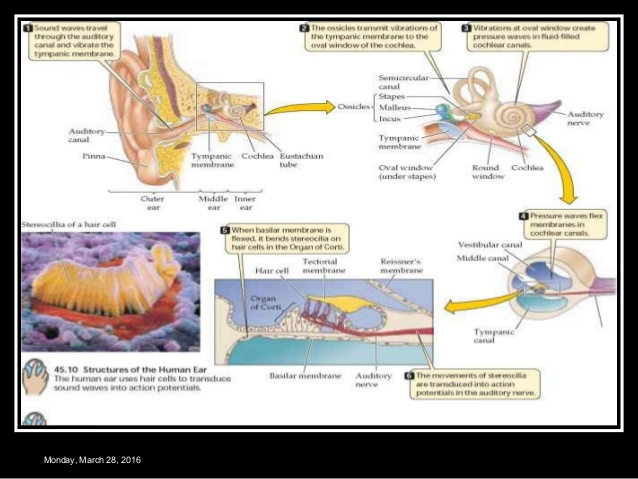 1 Sound waves travel
through the auditory
canal and vibrate the
tympanic membrane.
2 The ossicles transmit vibrations of
the tympanic membrane to the
oval window of the cochlea.
3 Vibrations at oval window create
pressure waves in fluid-filled
cochlear canals.
Semicircular
canal
Stapes
Ossicles
Malleus
Incus
Auditory
nerve
Tympanic
membrane
Oval window
(under stapes)
Round
window
Cochlea
Auditory
canal
Pinna
Tympanic
membrane
Cochlea
Eustachian
tube
Outer
ear
Middle
ear
Inner
ear
4 Pressure waves flex
membranes in
cochlear canals.
Vestibular canal
Middle canal
Tympanic
canal
Stereocilia of a hair cell
5 When basilar membrane is
flexed, it bends stereocilia on
hair cells in the Organ of Corti.
Hair cell
Tectorial
membrane
Reissner's
membrane
Organ
of Corti
Basilar membrane
Auditory
nerve
6 The movements of stereocilia
are transduced into action
potentials in the auditory nerve.
45.10 Structures of the Human Ear
The human ear uses hair cells to transduce
sound waves into action potentials.
Monday, March 28, 2016